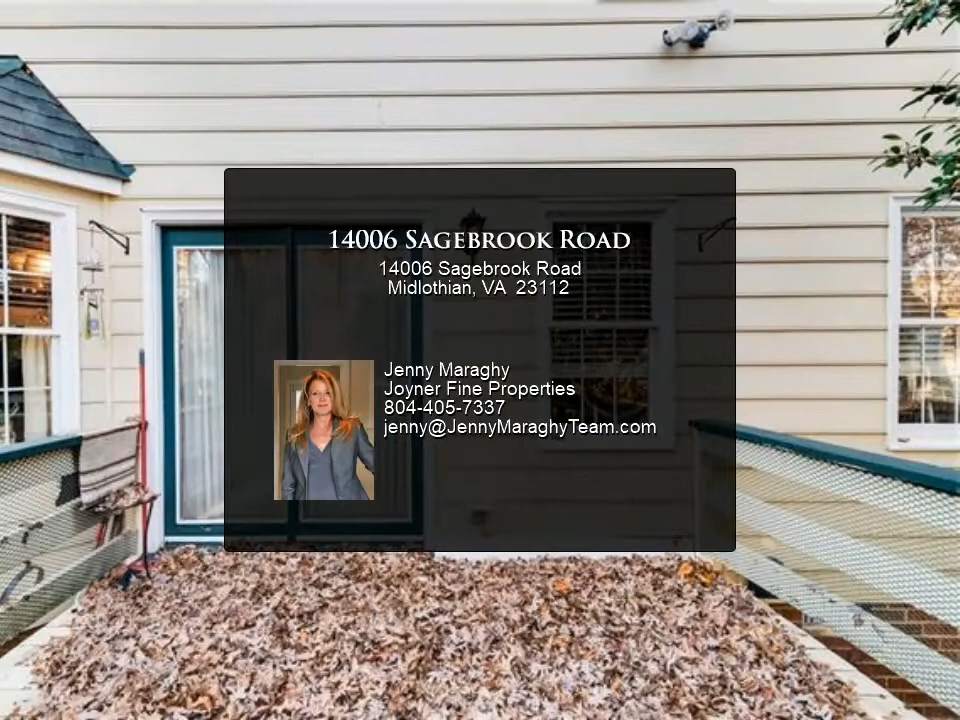 14006 Sagebrook Road
14006 Sagebrook Road
Midlothian, VA  23112
Jenny Maraghy
Joyner Fine Properties
804-405-7337
jenny@JennyMaraghyTeam.com